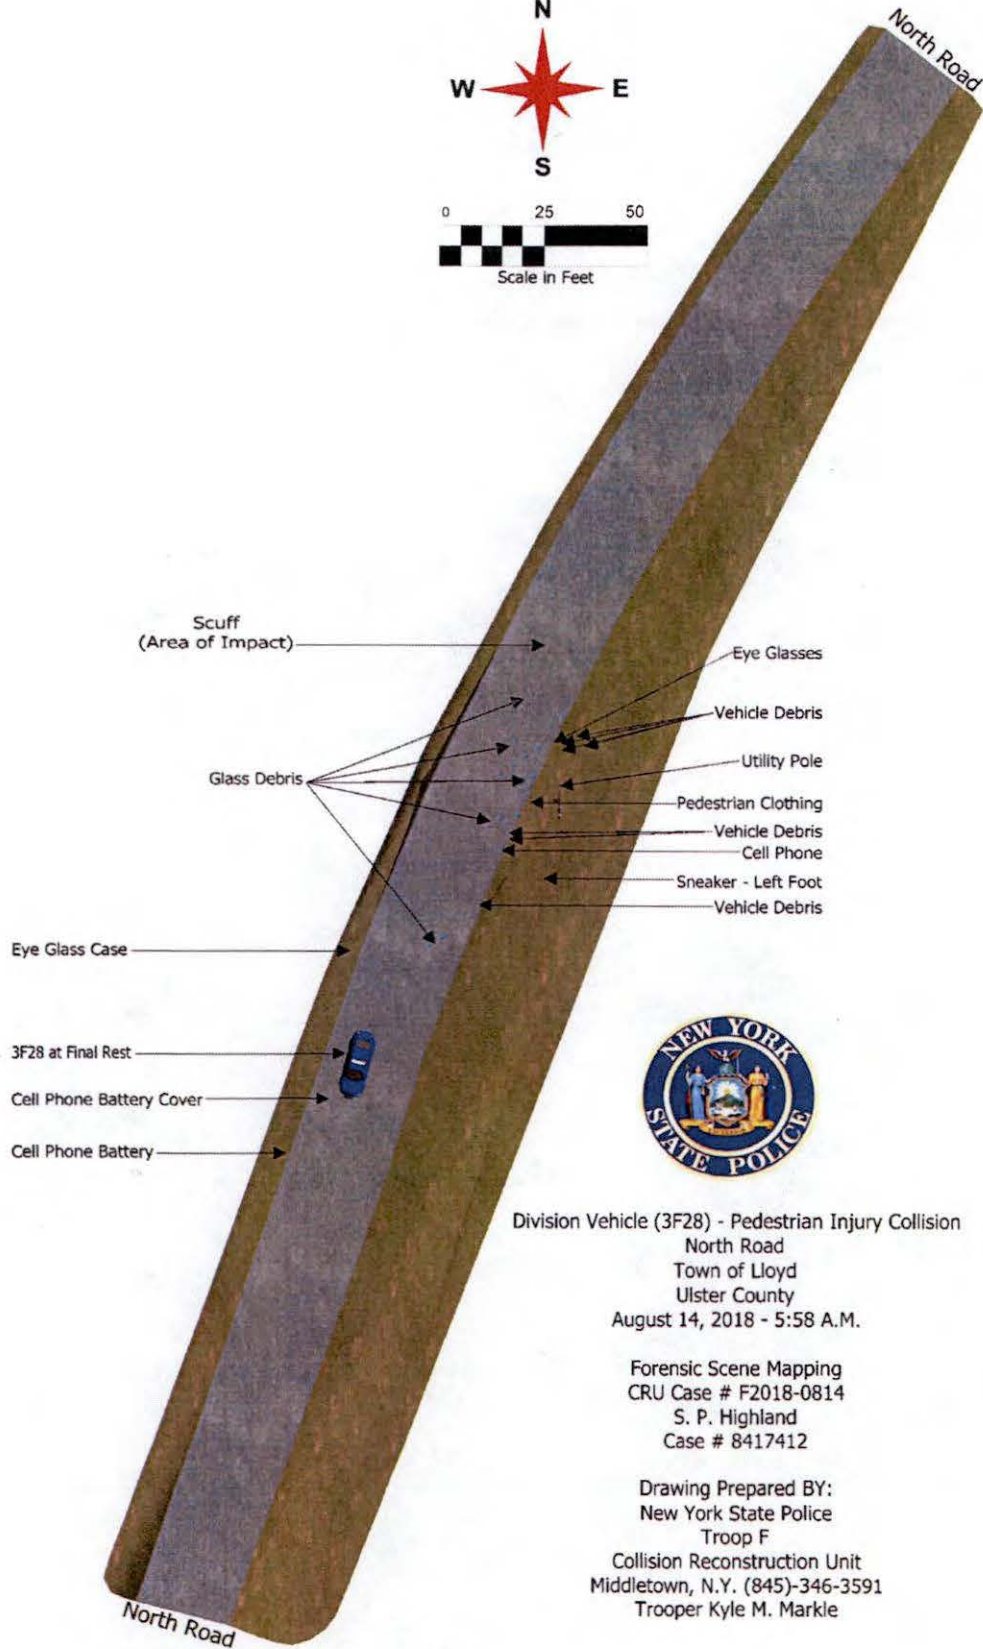 N
W E
S
0 25 50
Scale in Feet
North Road
Scuff
(Area of Impact)
Eye Glasses
Vehicle Debris
Glass Debris
Utility Pole
Pedestrian Clothing
Vehicle Debris
Cell Phone
Sneaker - Left Foot
Vehicle Debris
Eye Glass Case
3F28 at Final Rest
Cell Phone Battery Cover
Cell Phone Battery
NEW YORK
STATE POLICE
Division Vehicle (3F28) - Pedestrian Injury Collision
North Road
Town of Lloyd
Ulster County
August 14, 2018 - 5:58 A.M.
Forensic Scene Mapping
CRU Case # F2018-0814
S. P. Highland
Case # 8417412
Drawing Prepared BY:
New York State Police
Troop F
Collision Reconstruction Unit
Middletown, N.Y. (845)-346-3591
Trooper Kyle M. Markle
North Road